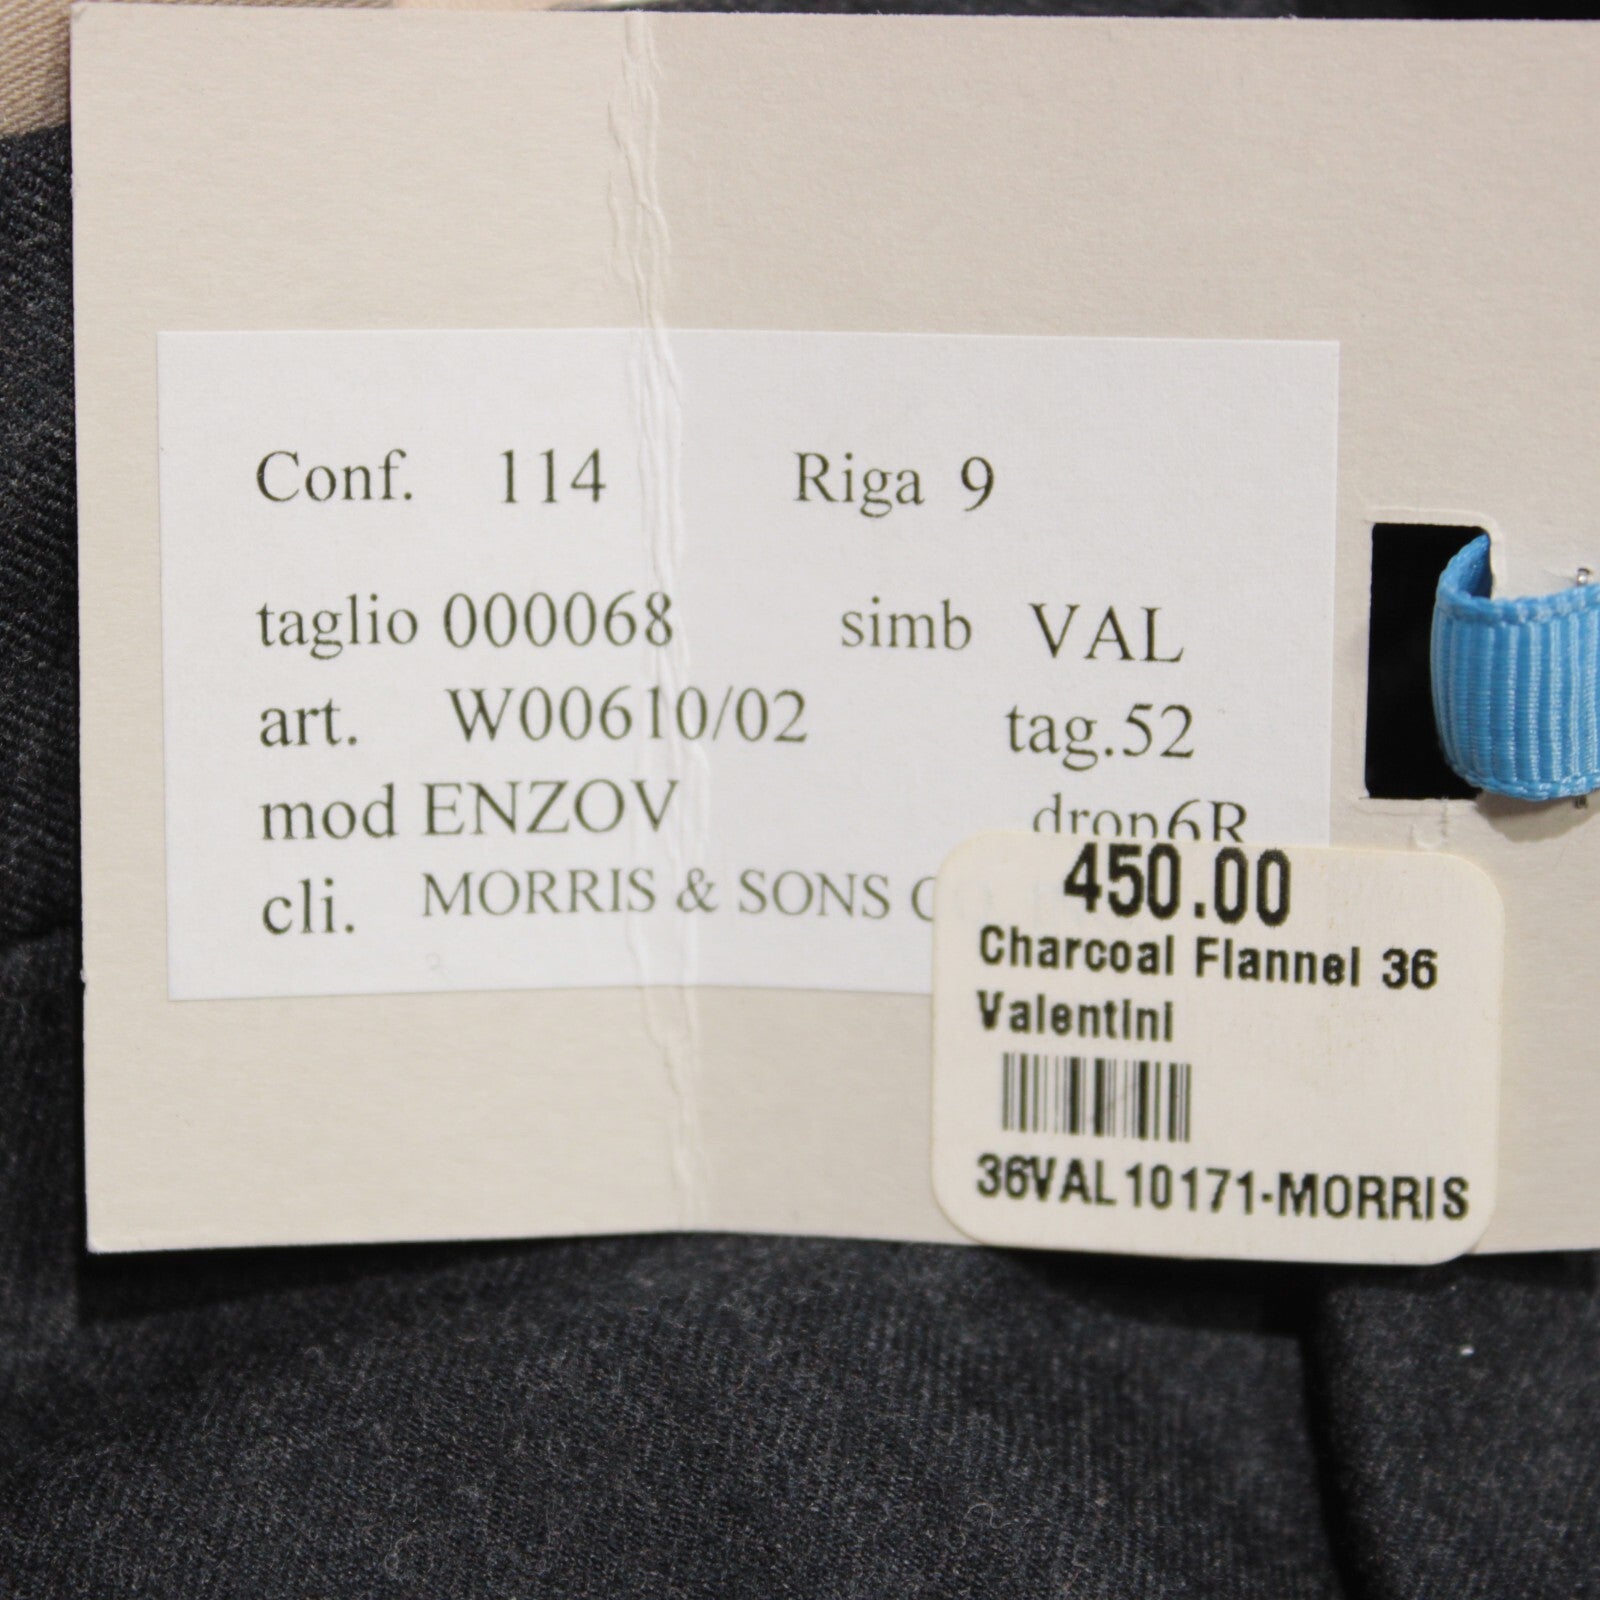 Conf. 114 Riga 9
taglio 000068 simb VAL
art. W00610/02 tag.52
mod ENZOV drop6R
cli. MORRIS & SONS
450.00
Charcoal Flannel 36
Valentini
36VAL10171-MORRIS